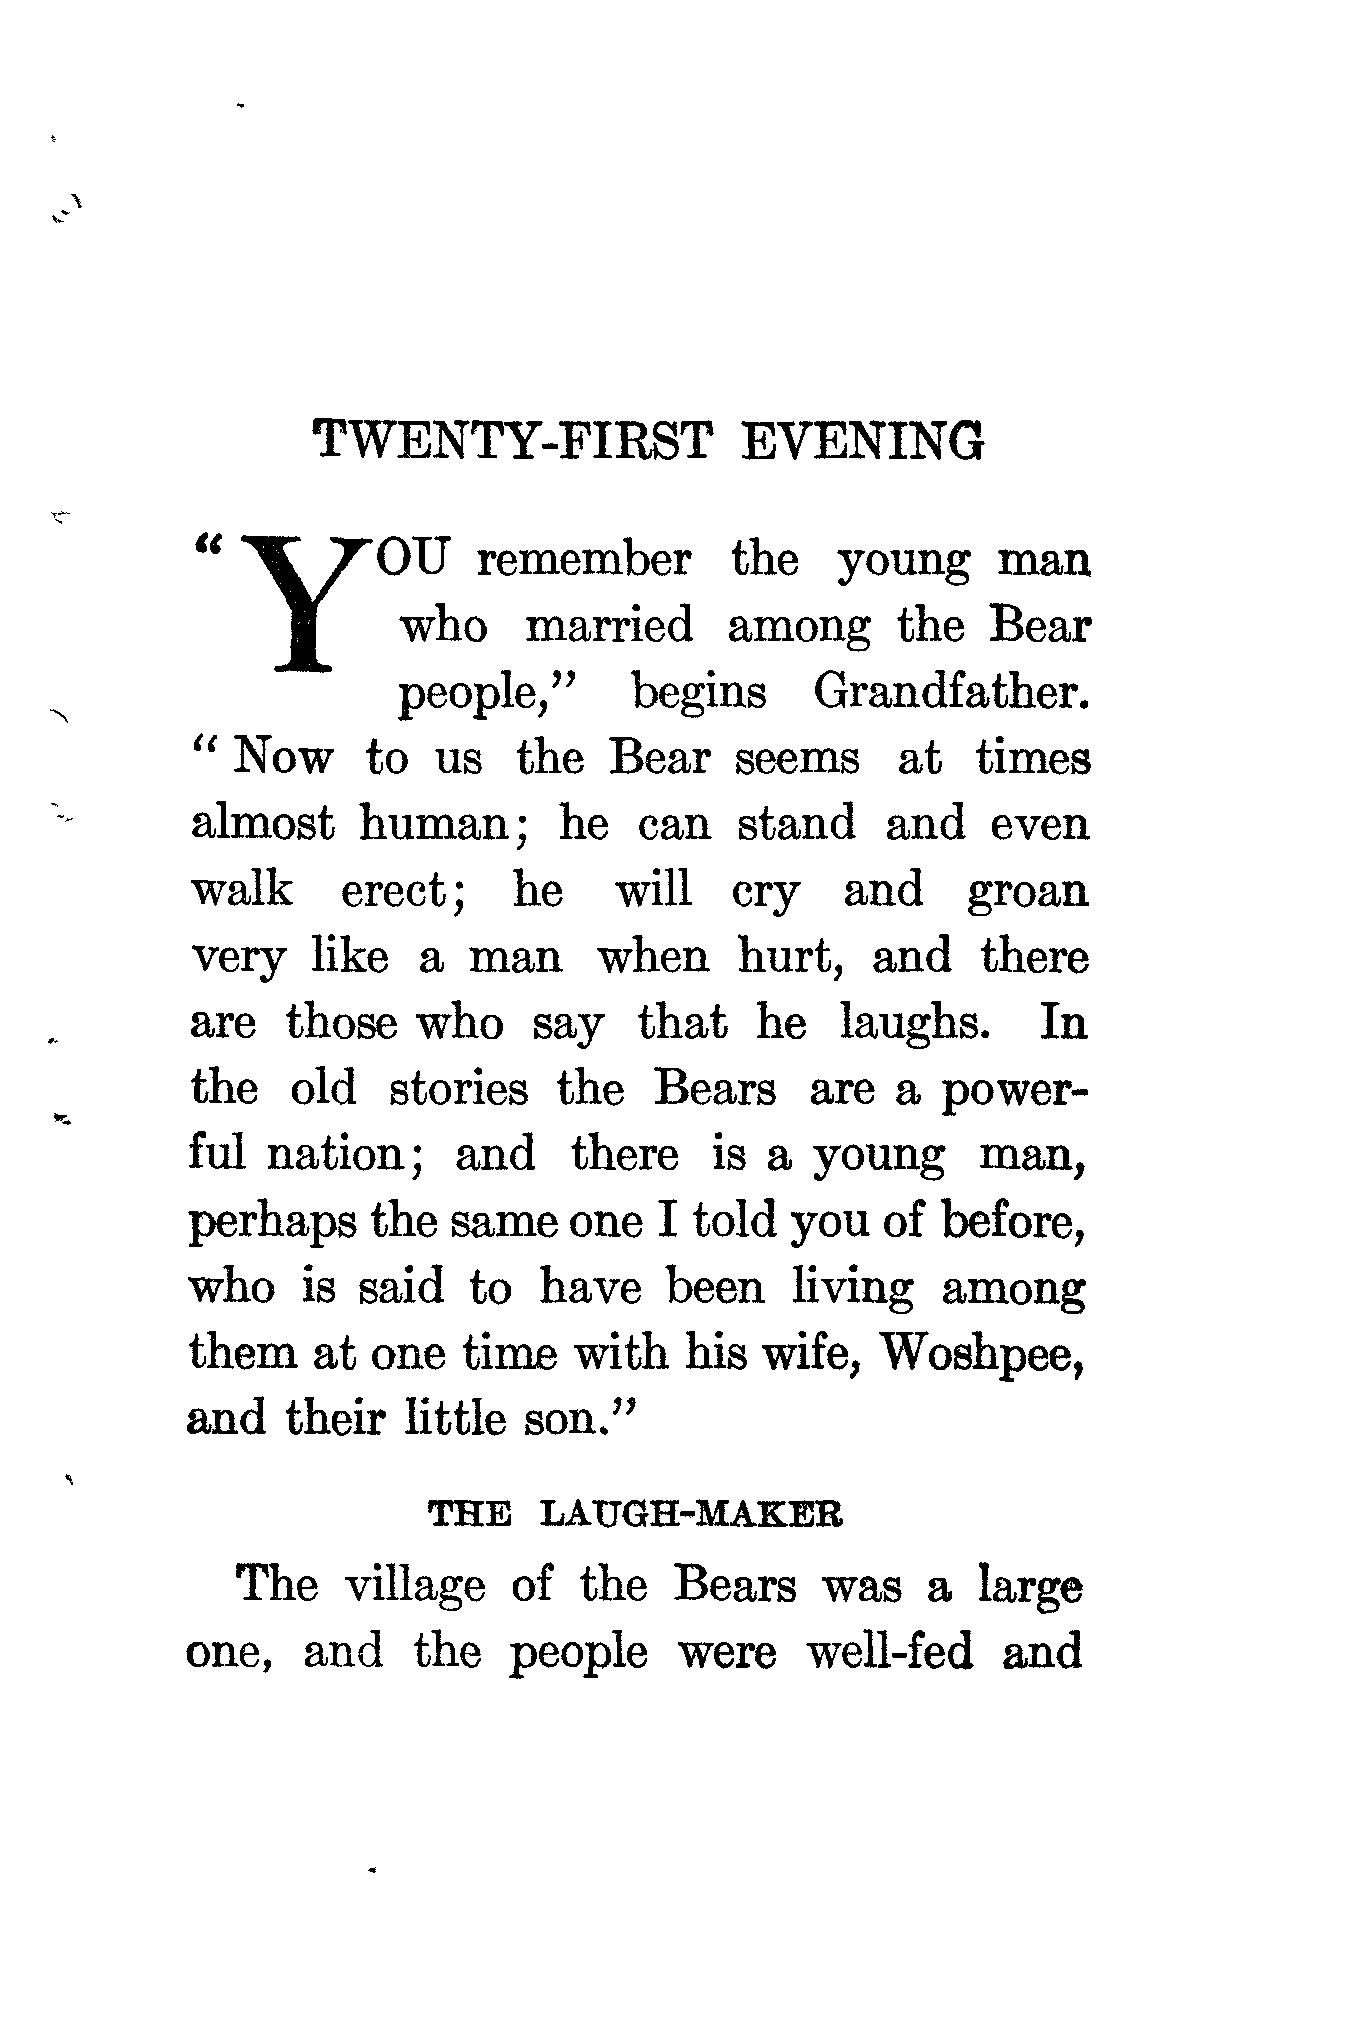 TWENTY-FIRST EVENING
“YOU remember the young man
who married among the Bear
people,” begins Grandfather.
“Now to us the Bear seems at times
almost human; he can stand and even
walk erect; he will cry and groan
very like a man when hurt, and there
are those who say that he laughs. In
the old stories the Bears are a power-
ful nation; and there is a young man,
perhaps the same one I told you of before,
who is said to have been living among
them at one time with his wife, Woshpee,
and their little son.”
THE LAUGH-MAKER
The village of the Bears was a large
one, and the people were well-fed and